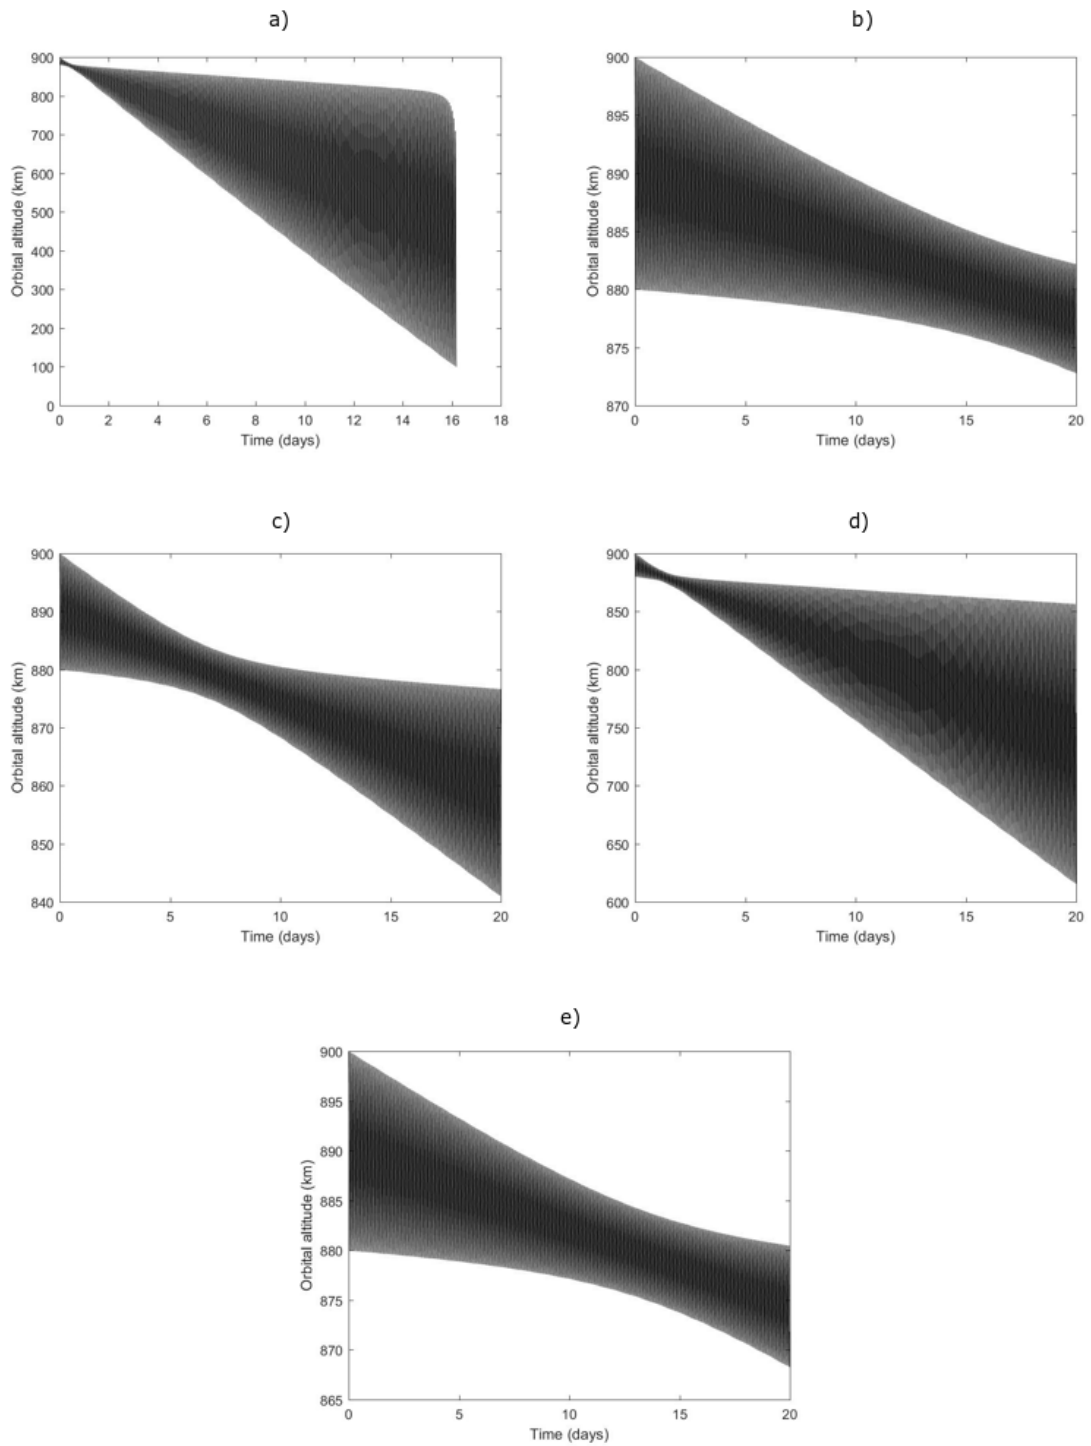 a)
900
800
700
600
500
400
300
200
100
0
0 2 4 6 8 10 12 14 16 18
Orbital altitude (km)
Time (days)
b)
900
895
890
885
880
875
870
0 5 10 15 20
Orbital altitude (km)
Time (days)
c)
900
890
880
870
860
850
840
0 5 10 15 20
Orbital altitude (km)
Time (days)
d)
900
850
800
750
700
650
600
0 5 10 15 20
Orbital altitude (km)
Time (days)
e)
900
895
890
885
880
875
870
865
0 5 10 15 20
Orbital altitude (km)
Time (days)